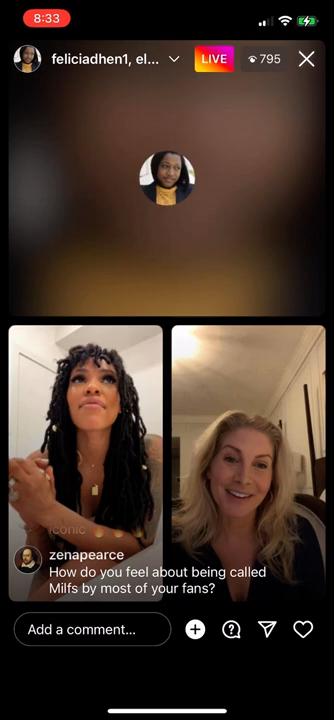 8:33
feliciadhen1, el...
LIVE
795
iconic
zenapearce
How do you feel about being called
Milfs by most of your fans?
Add a comment...